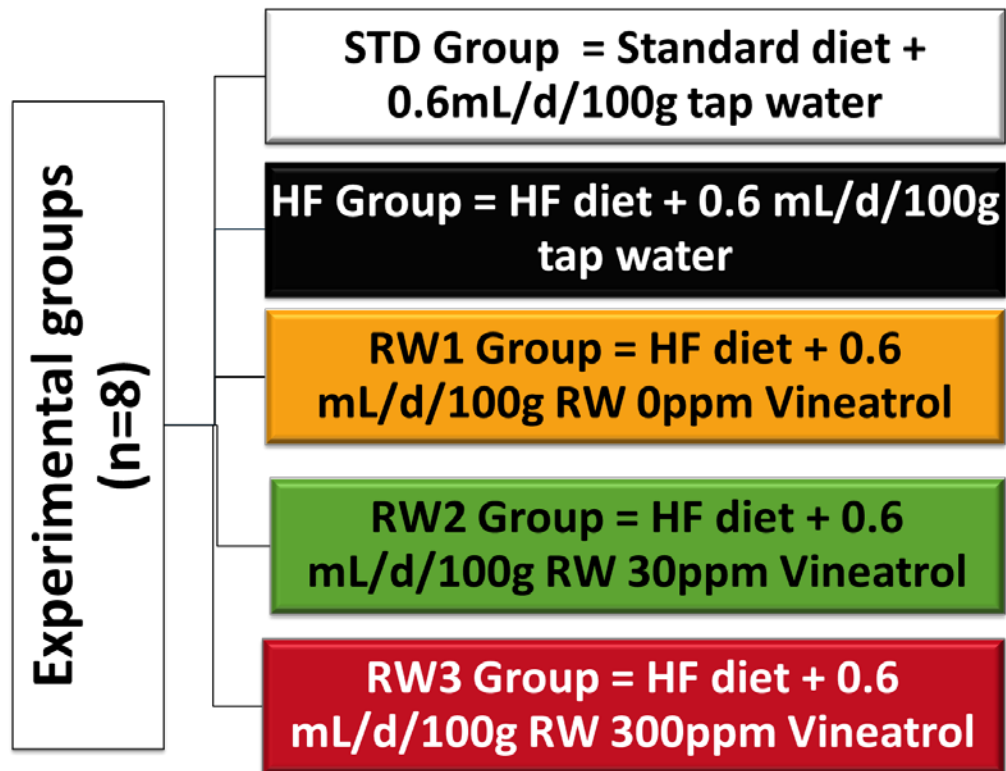 Experimental groups
(n=8)
STD Group = Standard diet +
0.6mL/d/100g tap water
HF Group = HF diet + 0.6 mL/d/100g
tap water
RW1 Group = HF diet + 0.6
mL/d/100g RW 0ppm Vineatrol
RW2 Group = HF diet + 0.6
mL/d/100g RW 30ppm Vineatrol
RW3 Group = HF diet + 0.6
mL/d/100g RW 300ppm Vineatrol